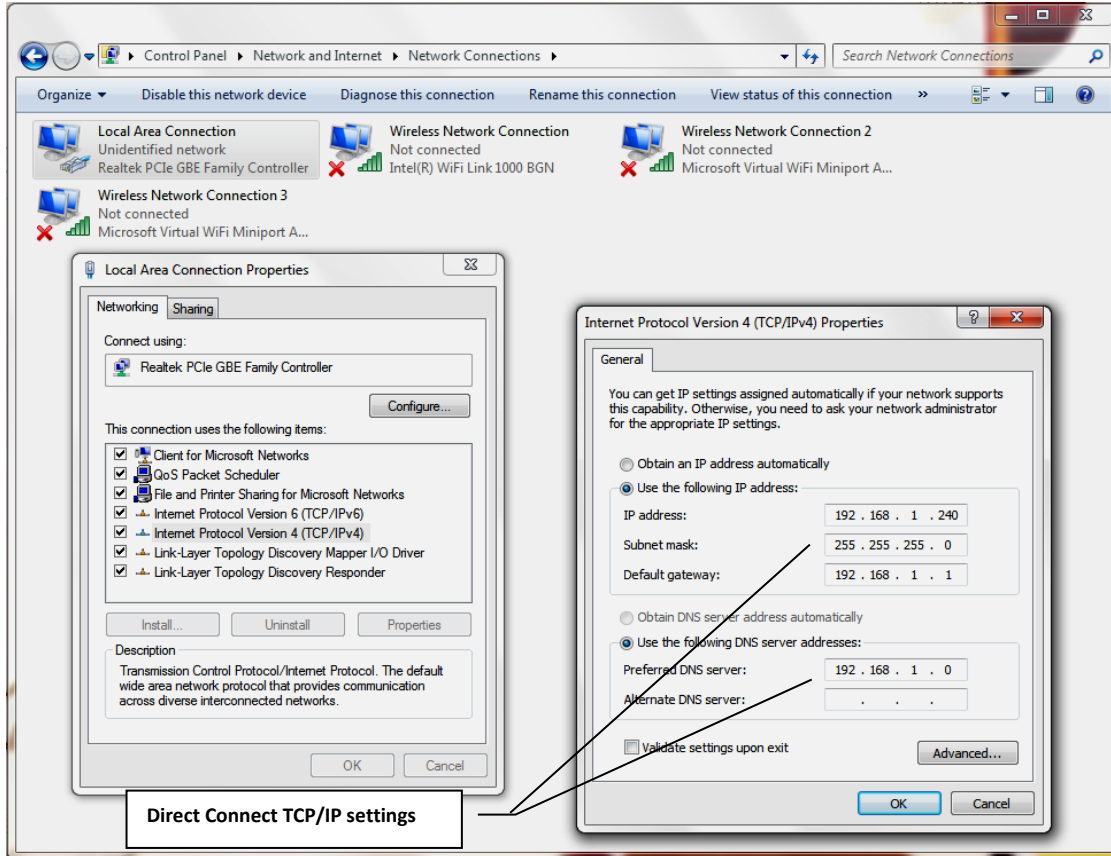 Control Panel Network and Internet Network Connections Search Network Connections
Organize Disable this network device Diagnose this connection Rename this connection View status of this connection »
Local Area Connection
Unidentified network
Realtek PCIe GBE Family Controller
Wireless Network Connection
Not connected
Intel(R) WiFi Link 1000 BGN
Wireless Network Connection 2
Not connected
Microsoft Virtual WiFi Miniport A...
Wireless Network Connection 3
Not connected
Microsoft Virtual WiFi Miniport A...
Local Area Connection Properties
Networking Sharing
Connect using:
Realtek PCIe GBE Family Controller
Configure...
This connection uses the following items:
Client for Microsoft Networks
QoS Packet Scheduler
File and Printer Sharing for Microsoft Networks
Internet Protocol Version 6 (TCP/IPv6)
Internet Protocol Version 4 (TCP/IPv4)
Link-Layer Topology Discovery Mapper I/O Driver
Link-Layer Topology Discovery Responder
Install... Uninstall Properties
Description
Transmission Control Protocol/Internet Protocol. The default
wide area network protocol that provides communication
across diverse interconnected networks.
OK Cancel
Internet Protocol Version 4 (TCP/IPv4) Properties
General
You can get IP settings assigned automatically if your network supports
this capability. Otherwise, you need to ask your network administrator
for the appropriate IP settings.
Obtain an IP address automatically
Use the following IP address:
IP address: 192 . 168 . 1 . 240
Subnet mask: 255 . 255 . 255 . 0
Default gateway: 192 . 168 . 1 . 1
Obtain DNS server address automatically
Use the following DNS server addresses:
Preferred DNS server: 192 . 168 . 1 . 0
Alternate DNS server: . . .
Validate settings upon exit
Advanced...
OK Cancel
Direct Connect TCP/IP settings